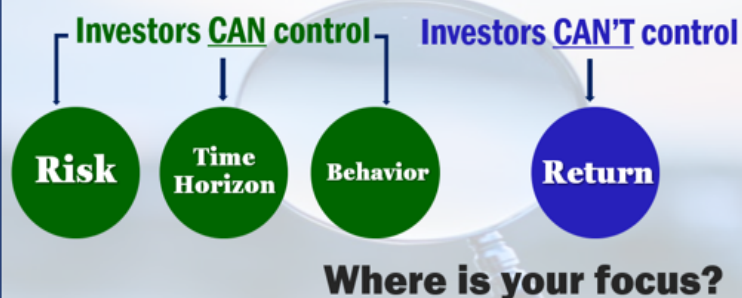 Investors CAN control
Investors CAN'T control
Risk
Time
Horizon
Behavior
Return
Where is your focus?